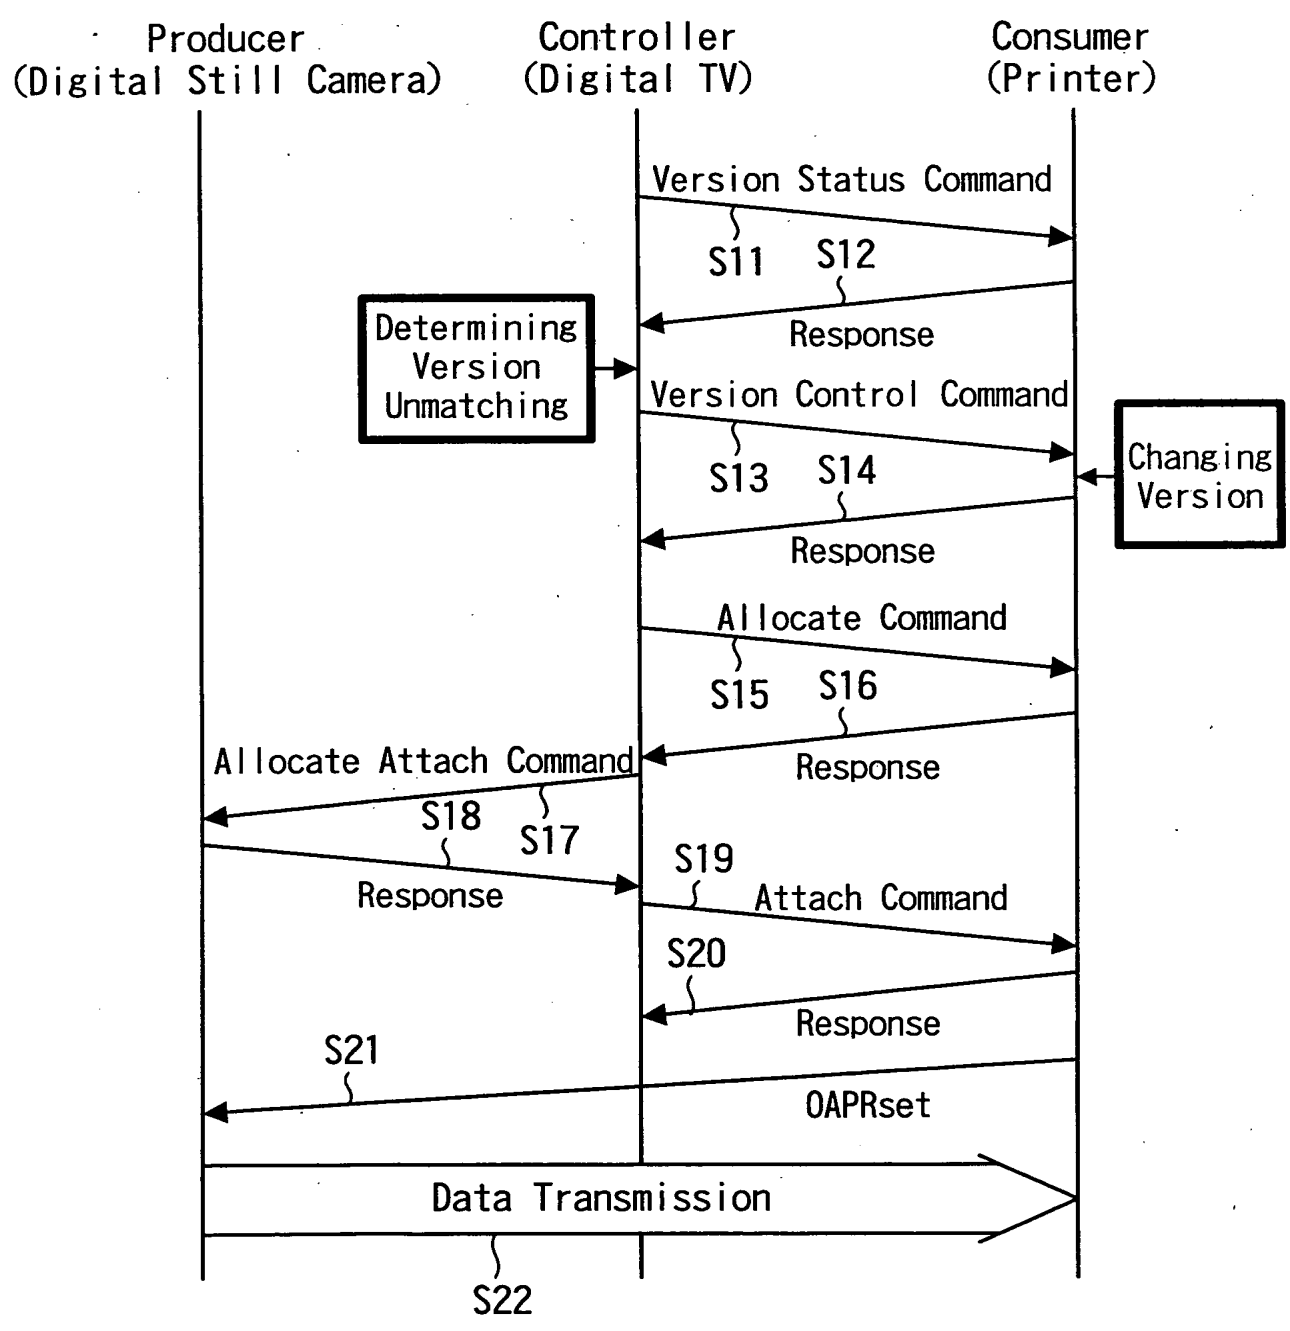 Producer
(Digital Still Camera)
Controller
(Digital TV)
Consumer
(Printer)
Version Status Command
S11
S12
Response
Determining
Version
Unmatching
Version Control Command
S13
S14
Changing
Version
Response
Allocate Command
S15
S16
Response
Allocate Attach Command
S17
S18
Response
S19
Attach Command
S20
Response
S21
OAPRset
Data Transmission
S22